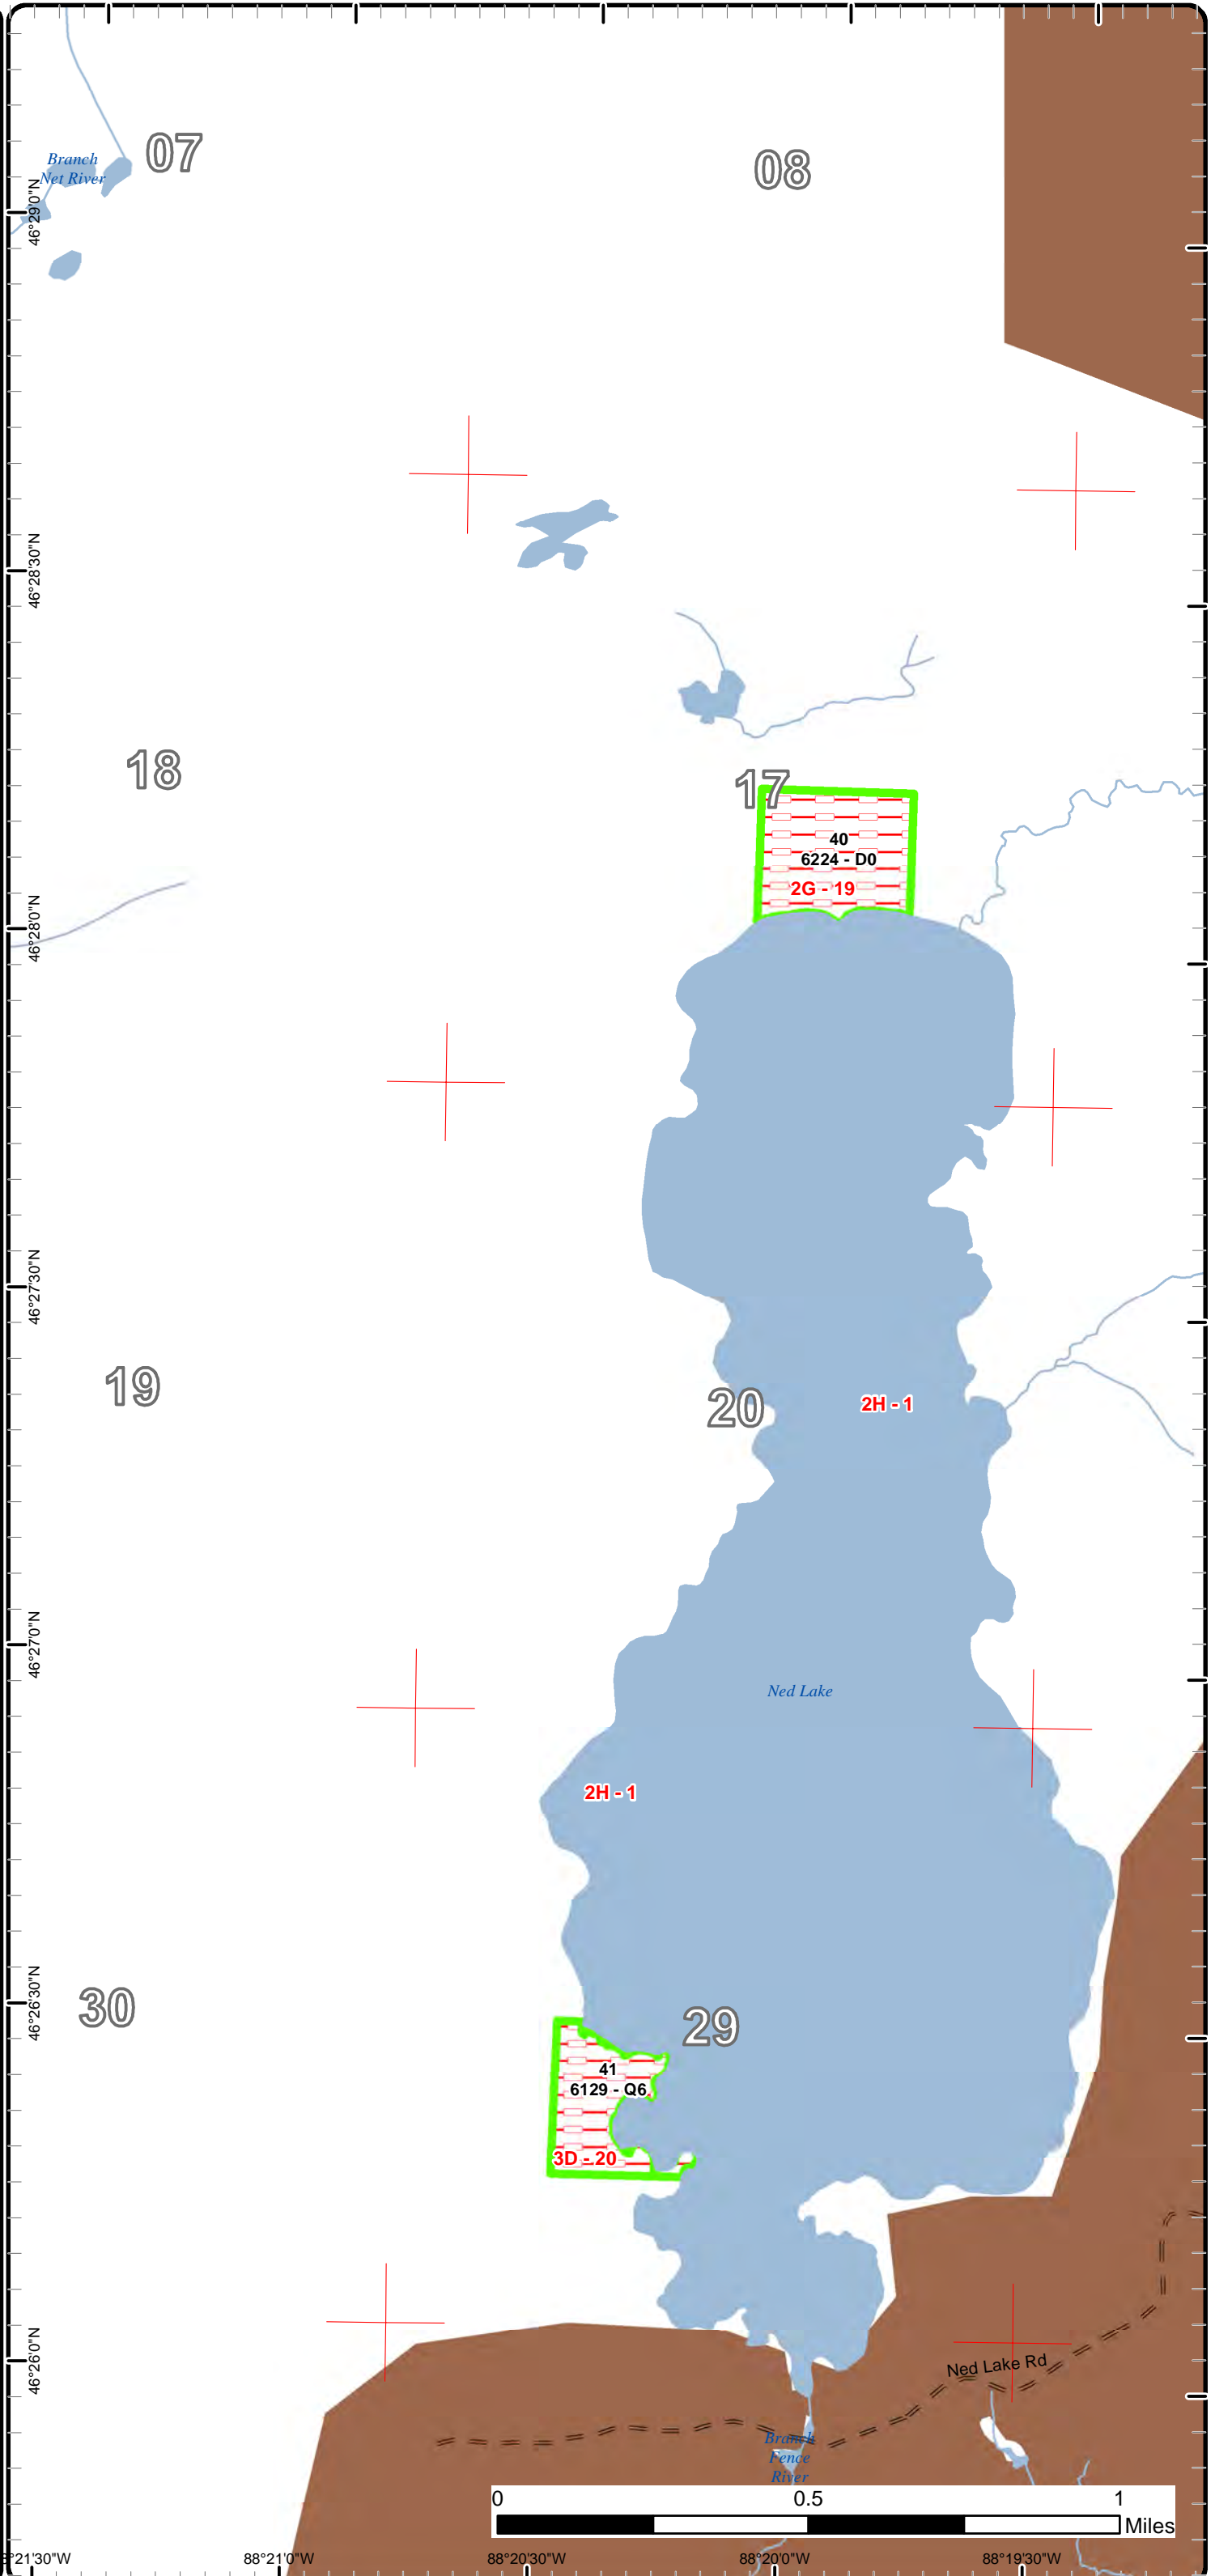 07
08
Branch
Net River
46°29'0"N
46°28'30"N
18
17
40
6224 - D0
2G - 19
46°28'0"N
46°27'30"N
19
20
2H - 1
46°27'0"N
Ned Lake
2H - 1
30
46°26'30"N
29
41
6129 - Q6
3D - 20
46°26'0"N
Ned Lake Rd
Branch
Fence
River
0 0.5 1
Miles
8°21'30"W 88°21'0"W 88°20'30"W 88°20'0"W 88°19'30"W